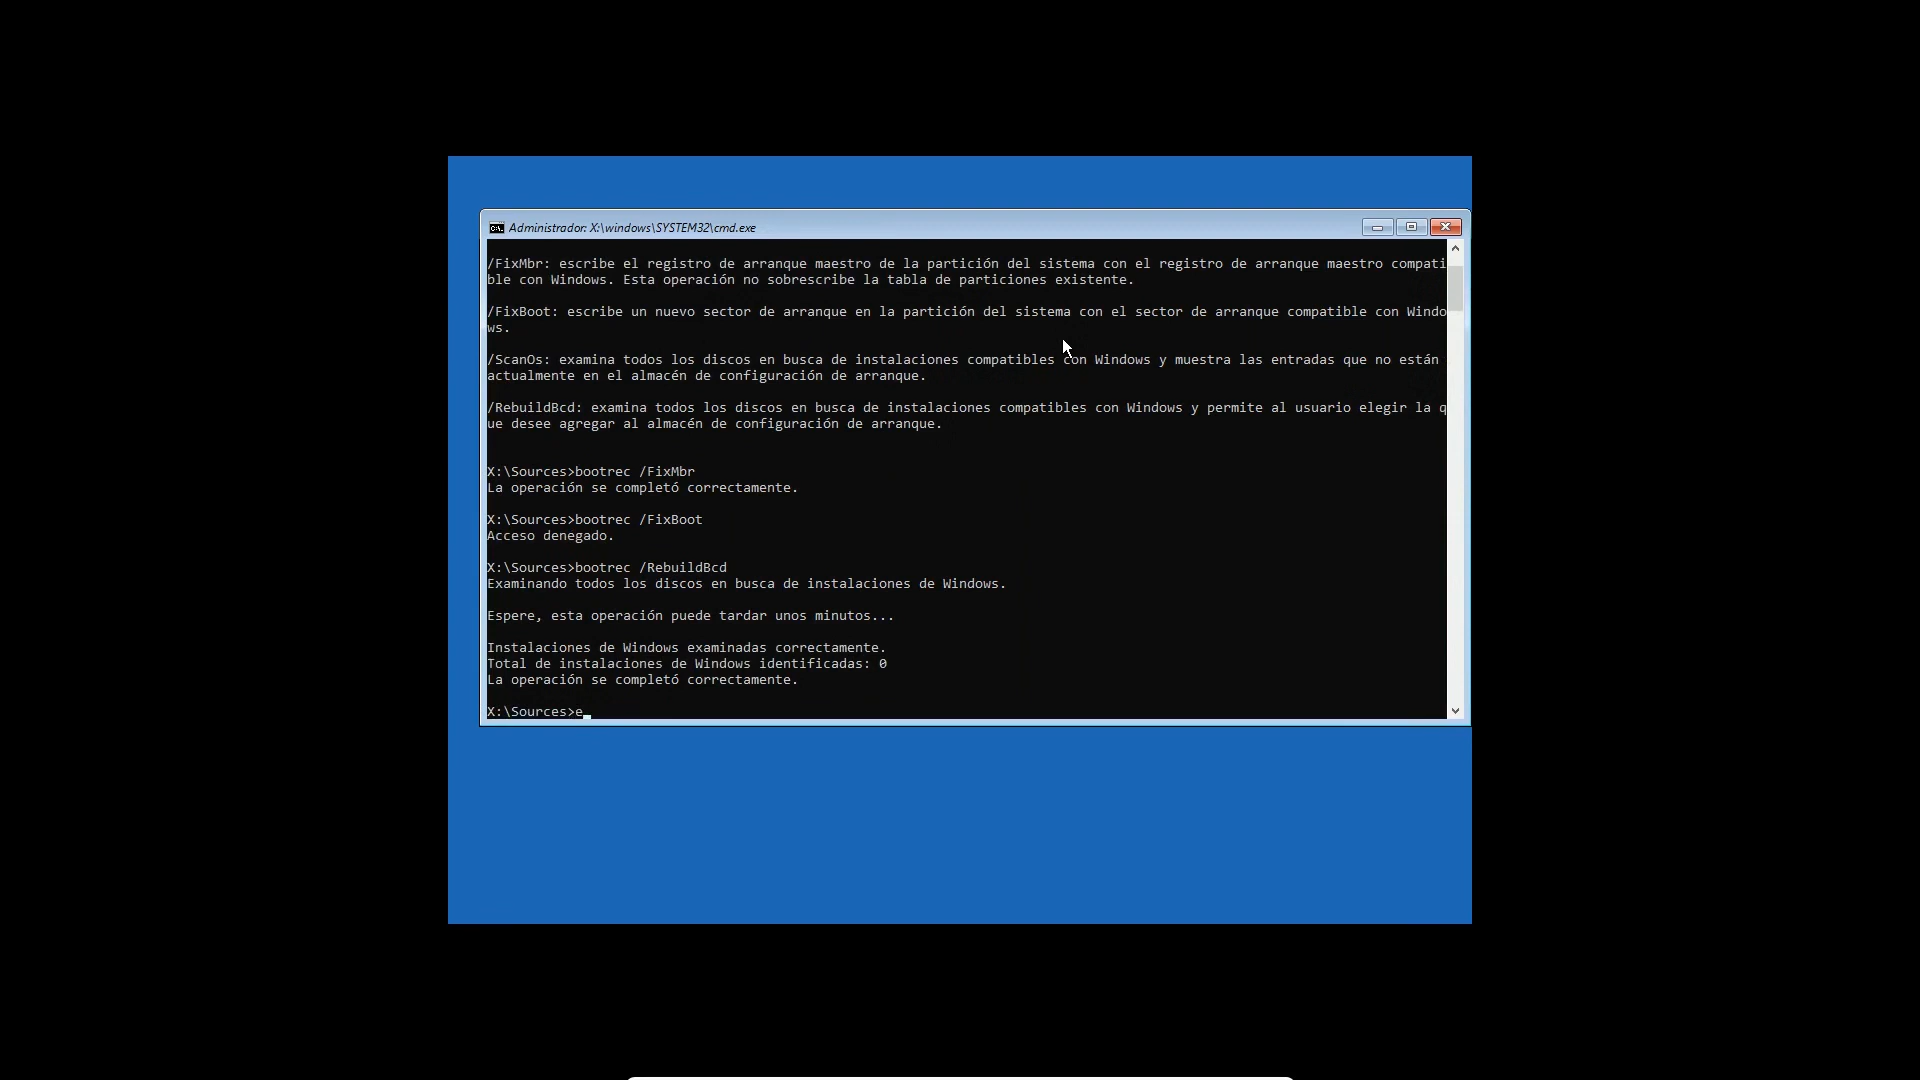 Administrador: X:\windows\SYSTEM32\cmd.exe
/FixMbr: escribe el registro de arranque maestro de la partición del sistema con el registro de arranque maestro compati
ble con Windows. Esta operación no sobrescribe la tabla de particiones existente.
/FixBoot: escribe un nuevo sector de arranque en la partición del sistema con el sector de arranque compatible con Windo
ws.
/ScanOs: examina todos los discos en busca de instalaciones compatibles con Windows y muestra las entradas que no están
actualmente en el almacén de configuración de arranque.
/RebuildBcd: examina todos los discos en busca de instalaciones compatibles con Windows y permite al usuario elegir la q
ue desee agregar al almacén de configuración de arranque.
X:\Sources>bootrec /FixMbr
La operación se completó correctamente.
X:\Sources>bootrec /FixBoot
Acceso denegado.
X:\Sources>bootrec /RebuildBcd
Examinando todos los discos en busca de instalaciones de Windows.
Espere, esta operación puede tardar unos minutos...
Instalaciones de Windows examinadas correctamente.
Total de instalaciones de Windows identificadas: 0
La operación se completó correctamente.
X:\Sources>e